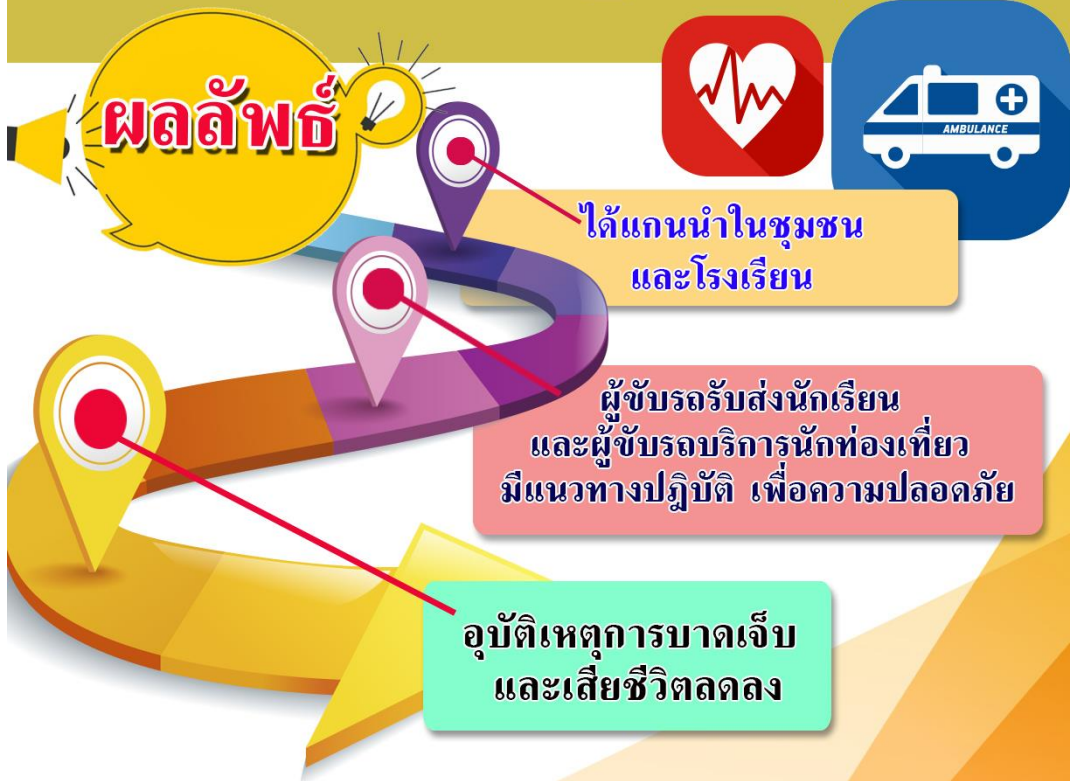 ผลลัพธ์
AMBULANCE
ได้แกนนำในชุมชน
และโรงเรียน
ผู้ขับรถรับส่งนักเรียน
และผู้ขับรถบริการนักท่องเที่ยว
มีแนวทางปฎิบัติ เพื่อความปลอดภัย
อุบัติเหตุการบาดเจ็บ
และเสียชีวิตลดลง